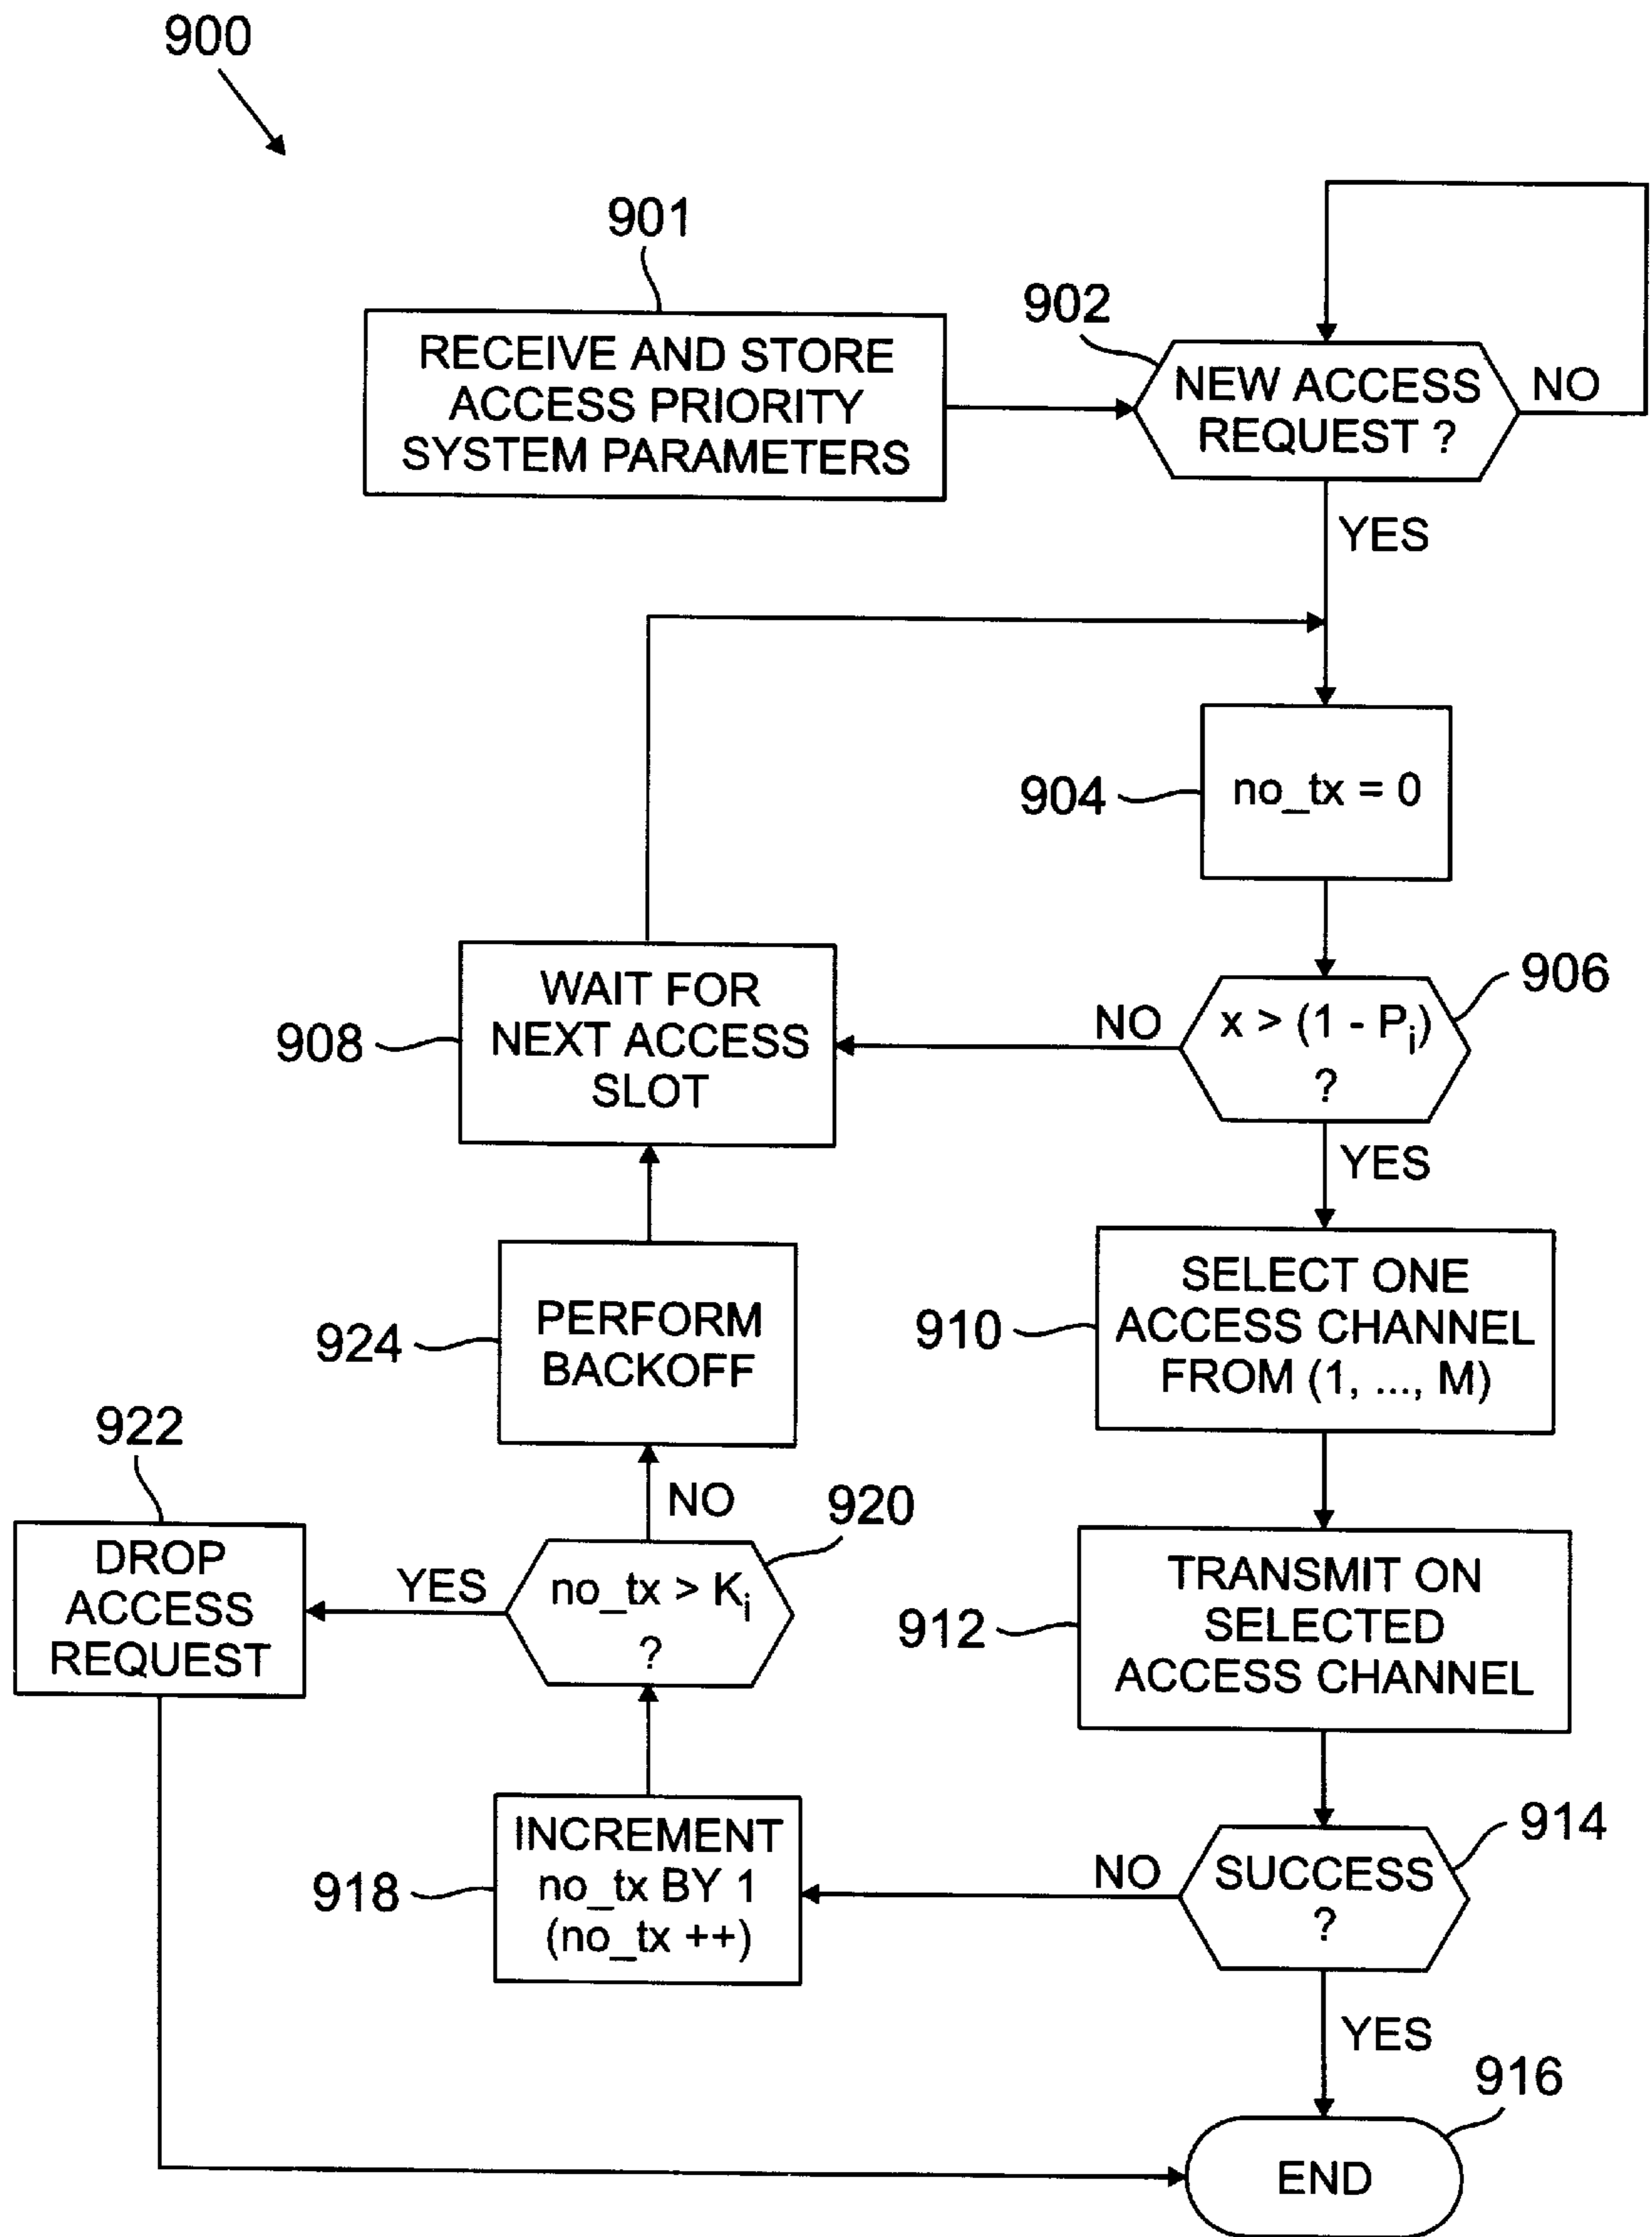 900
901
RECEIVE AND STORE
ACCESS PRIORITY
SYSTEM PARAMETERS
902
NEW ACCESS
REQUEST ?
NO
YES
904
no_tx = 0
906
x > (1 - Pi)
?
NO
YES
908
WAIT FOR
NEXT ACCESS
SLOT
910
SELECT ONE
ACCESS CHANNEL
FROM (1, ..., M)
924
PERFORM
BACKOFF
912
TRANSMIT ON
SELECTED
ACCESS CHANNEL
922
DROP
ACCESS
REQUEST
YES
NO
920
no_tx > Ki
?
914
SUCCESS
?
NO
YES
918
INCREMENT
no_tx BY 1
(no_tx ++)
916
END